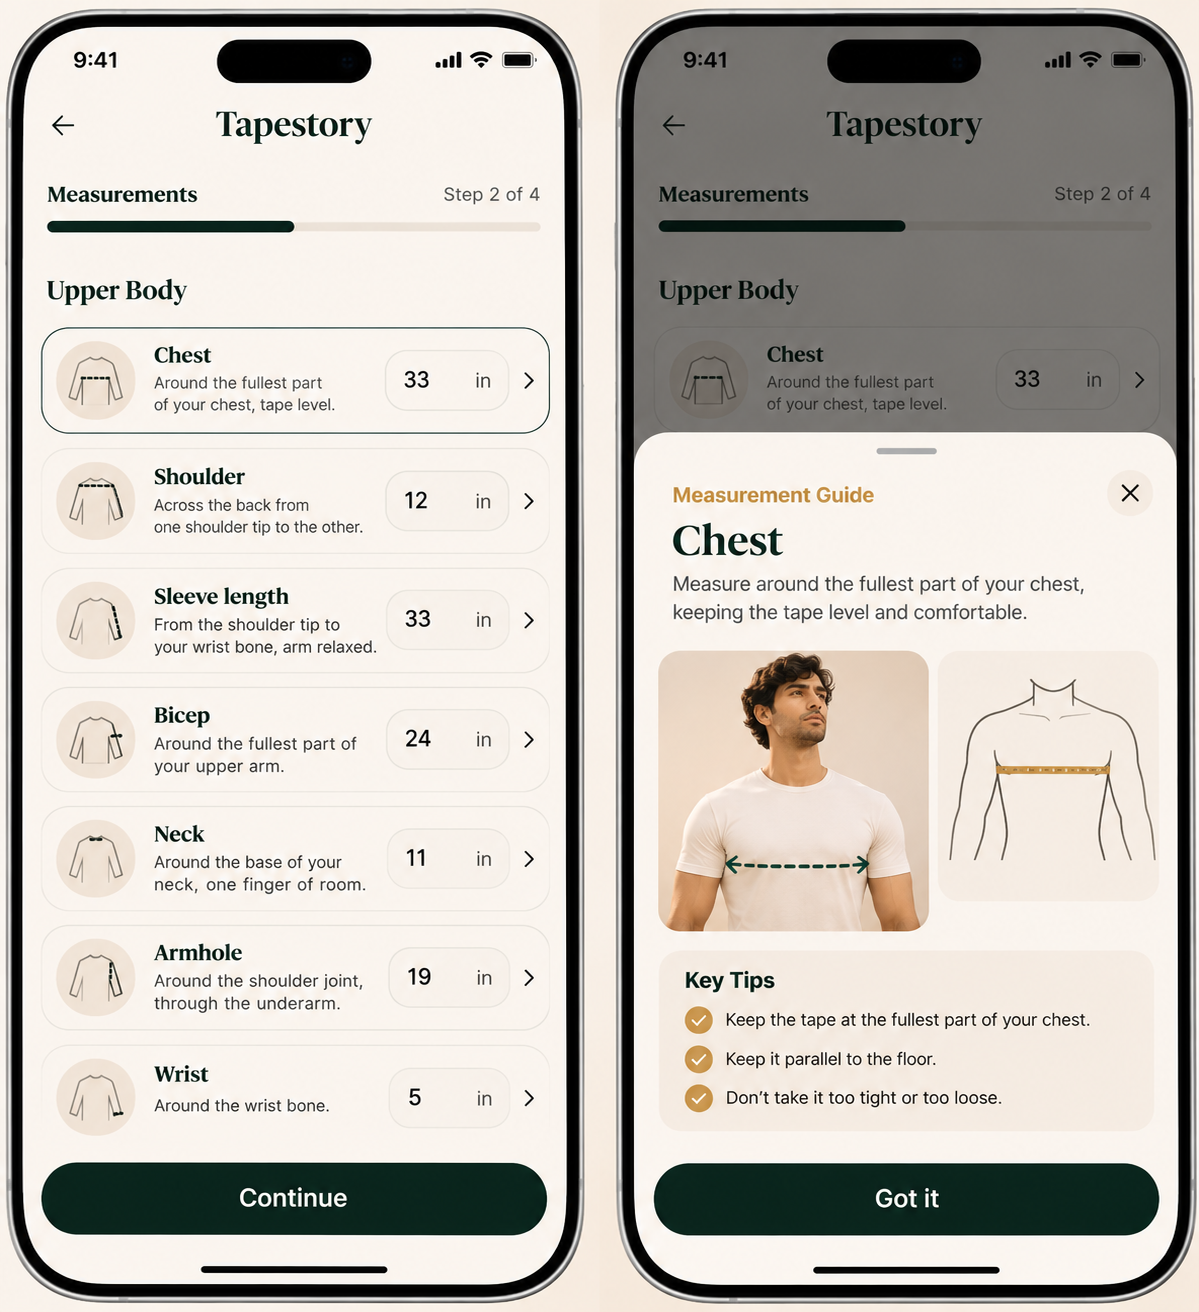 9:41
Tapestory
Measurements
Step 2 of 4
Upper Body
Chest
Around the fullest part
of your chest, tape level.
33 in
Shoulder
Across the back from
one shoulder tip to the other.
12 in
Sleeve length
From the shoulder tip to
your wrist bone, arm relaxed.
33 in
Bicep
Around the fullest part of
your upper arm.
24 in
Neck
Around the base of your
neck, one finger of room.
11 in
Armhole
Around the shoulder joint,
through the underarm.
19 in
Wrist
Around the wrist bone.
5 in
Continue
9:41
Tapestory
Measurements
Step 2 of 4
Upper Body
Chest
Around the fullest part
of your chest, tape level.
33 in
Measurement Guide
Chest
Measure around the fullest part of your chest,
keeping the tape level and comfortable.
Key Tips
Keep the tape at the fullest part of your chest.
Keep it parallel to the floor.
Don’t take it too tight or too loose.
Got it